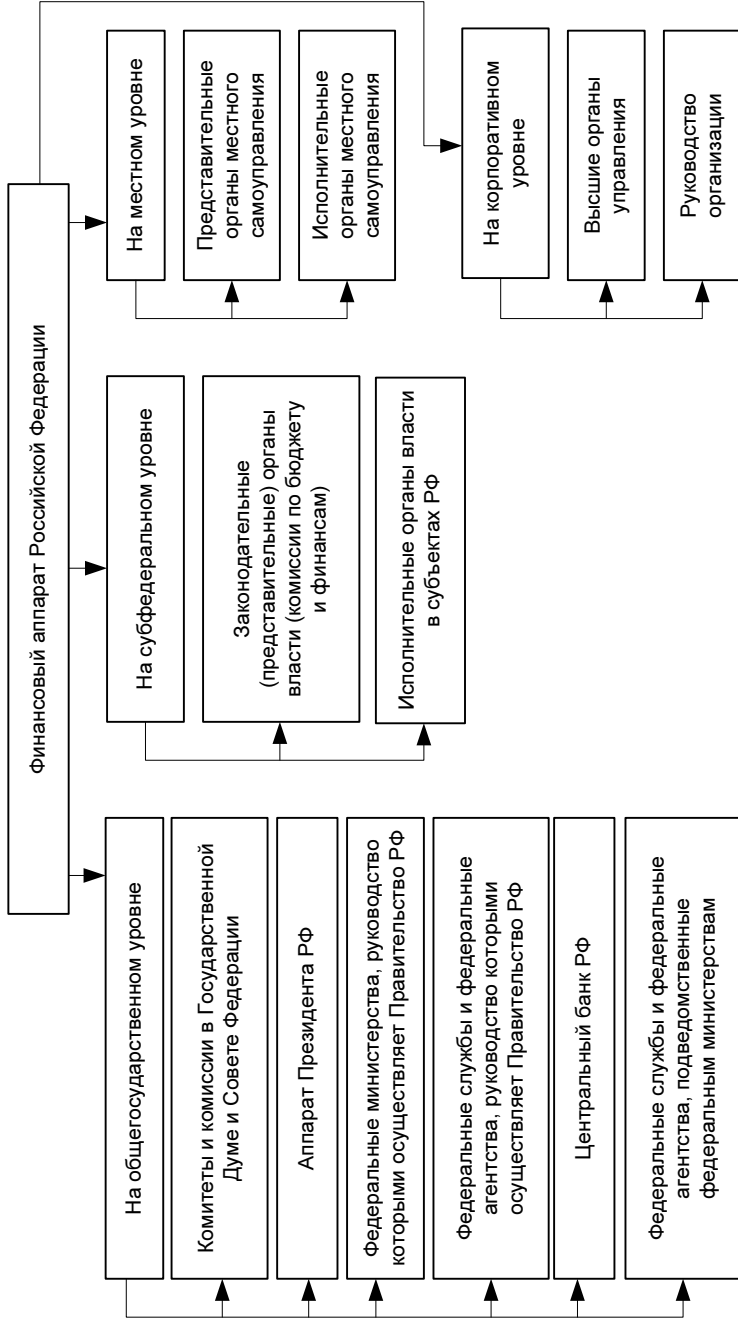 Финансовый аппарат Российской Федерации
На общегосударственном уровне
Комитеты и комиссии в Государственной
Думе и Совете Федерации
Аппарат Президента РФ
Федеральные министерства, руководство
которыми осуществляет Правительство РФ
Федеральные службы и федеральные
агентства, руководство которыми
осуществляет Правительство РФ
Центральный банк РФ
Федеральные службы и федеральные
агентства, подведомственные
федеральным министерствам
На субфедеральном уровне
Законодательные
(представительные) органы
власти (комиссии по бюджету
и финансам)
Исполнительные органы власти
в субъектах РФ
На местном уровне
Представительные
органы местного
самоуправления
Исполнительные
органы местного
самоуправления
На корпоративном
уровне
Высшие органы
управления
Руководство
организации